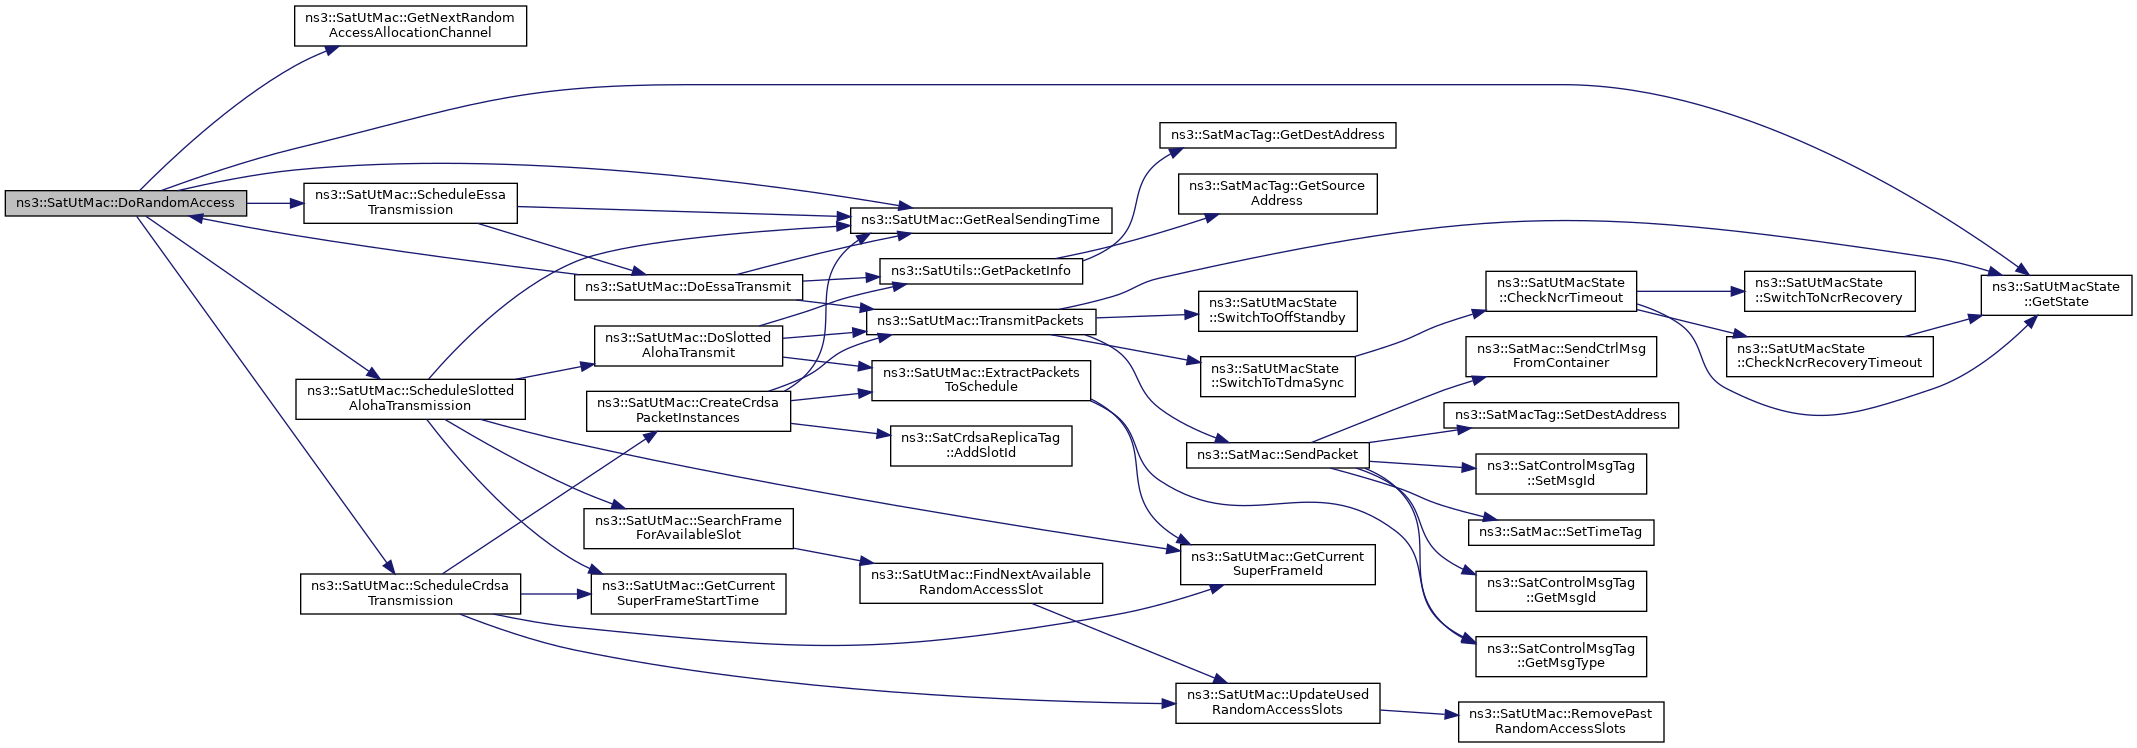 ns3::SatUtMac::DoRandomAccess
ns3::SatUtMac::GetNextRandom
AccessAllocationChannel
ns3::SatUtMac::ScheduleEssa
Transmission
ns3::SatUtMac::ScheduleSlotted
AlohaTransmission
ns3::SatUtMac::ScheduleCrdsa
Transmission
ns3::SatUtMac::DoEssaTransmit
ns3::SatUtMac::DoSlotted
AlohaTransmit
ns3::SatUtMac::CreateCrdsa
PacketInstances
ns3::SatUtMac::SearchFrame
ForAvailableSlot
ns3::SatUtMac::GetCurrent
SuperFrameStartTime
ns3::SatUtMac::GetRealSendingTime
ns3::SatUtils::GetPacketInfo
ns3::SatUtMac::TransmitPackets
ns3::SatUtMac::ExtractPackets
ToSchedule
ns3::SatCrdsaReplicaTag
::AddSlotId
ns3::SatUtMac::FindNextAvailable
RandomAccessSlot
ns3::SatMacTag::GetDestAddress
ns3::SatMacTag::GetSource
Address
ns3::SatUtMacState
::SwitchToOffStandby
ns3::SatUtMacState
::SwitchToTdmaSync
ns3::SatMac::SendPacket
ns3::SatUtMac::GetCurrent
SuperFrameId
ns3::SatUtMac::UpdateUsed
RandomAccessSlots
ns3::SatUtMacState
::CheckNcrTimeout
ns3::SatMac::SendCtrlMsg
FromContainer
ns3::SatMacTag::SetDestAddress
ns3::SatControlMsgTag
::SetMsgId
ns3::SatMac::SetTimeTag
ns3::SatControlMsgTag
::GetMsgId
ns3::SatControlMsgTag
::GetMsgType
ns3::SatUtMac::RemovePast
RandomAccessSlots
ns3::SatUtMacState
::SwitchToNcrRecovery
ns3::SatUtMacState
::CheckNcrRecoveryTimeout
ns3::SatUtMacState
::GetState